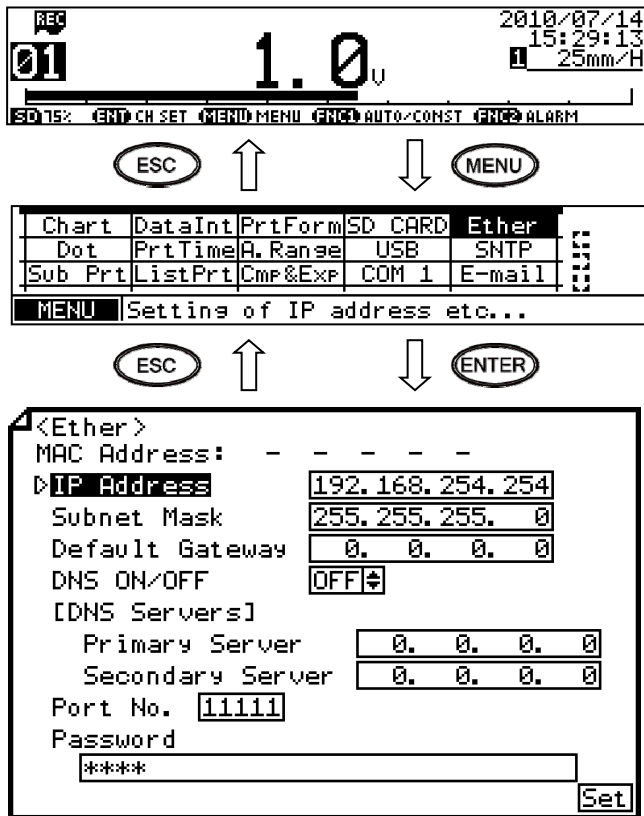 REC 2010/07/14
15:29:13
01 1.0V 1 25mm/H
SD 75% ENT CH SET MENU MENU FNC1 AUTO/CONST FNC2 ALARM
ESC MENU
Chart DataInt PrtForm SD CARD Ether
Dot PrtTime A.Range USB SNTP
Sub Prt ListPrt Cmp&Exp COM 1 E-mail
MENU Setting of IP address etc...
ESC ENTER
<Ether>
MAC Address: - - - - -
IP Address 192.168.254.254
Subnet Mask 255.255.255. 0
Default Gateway 0. 0. 0. 0
DNS ON/OFF OFF
[DNS Servers]
Primary Server 0. 0. 0. 0
Secondary Server 0. 0. 0. 0
Port No. 11111
Password
****
Set